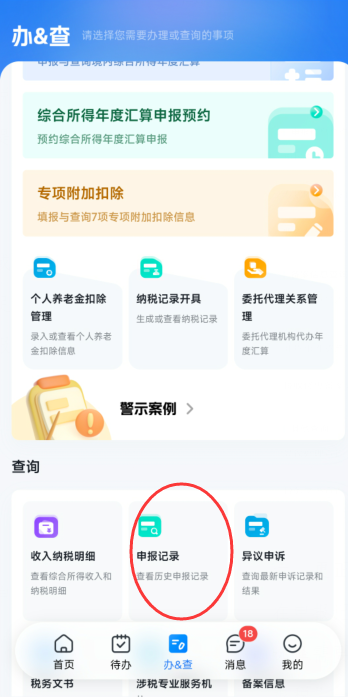 办&查 请选择您需要办理或查询的事项
申报与查询境内综合所得年度汇算
综合所得年度汇算申报预约
预约综合所得年度汇算申报
专项附加扣除
填报与查询7项专项附加扣除信息
个人养老金扣除
管理
录入或查看个人养老
金扣除信息
纳税记录开具
生成或查看纳税记录
委托代理关系管
理
委托代理机构代办年
度汇算
警示案例
查询
收入纳税明细
查看综合所得收入和
纳税明细
申报记录
查看历史申报记录
异议申诉
查询最新申诉记录和
结果
首页
待办
办&查
消息
18
我的
税务文书
涉税专业服务机
备案信息